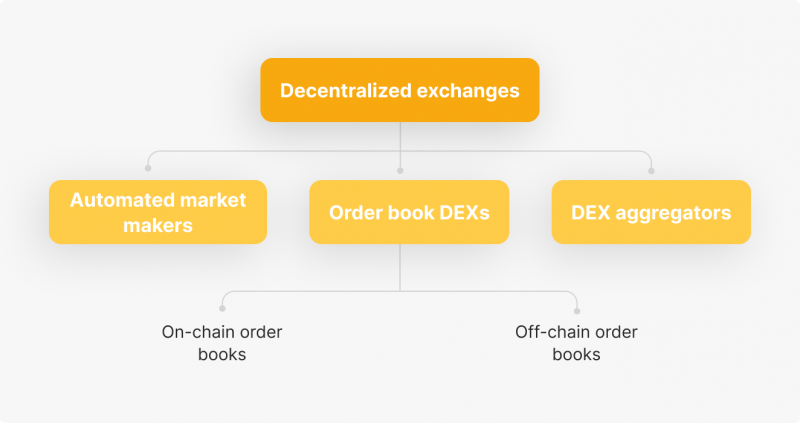 Decentralized exchanges
Automated market
makers
Order book DEXs
DEX aggregators
On-chain order
books
Off-chain order
books